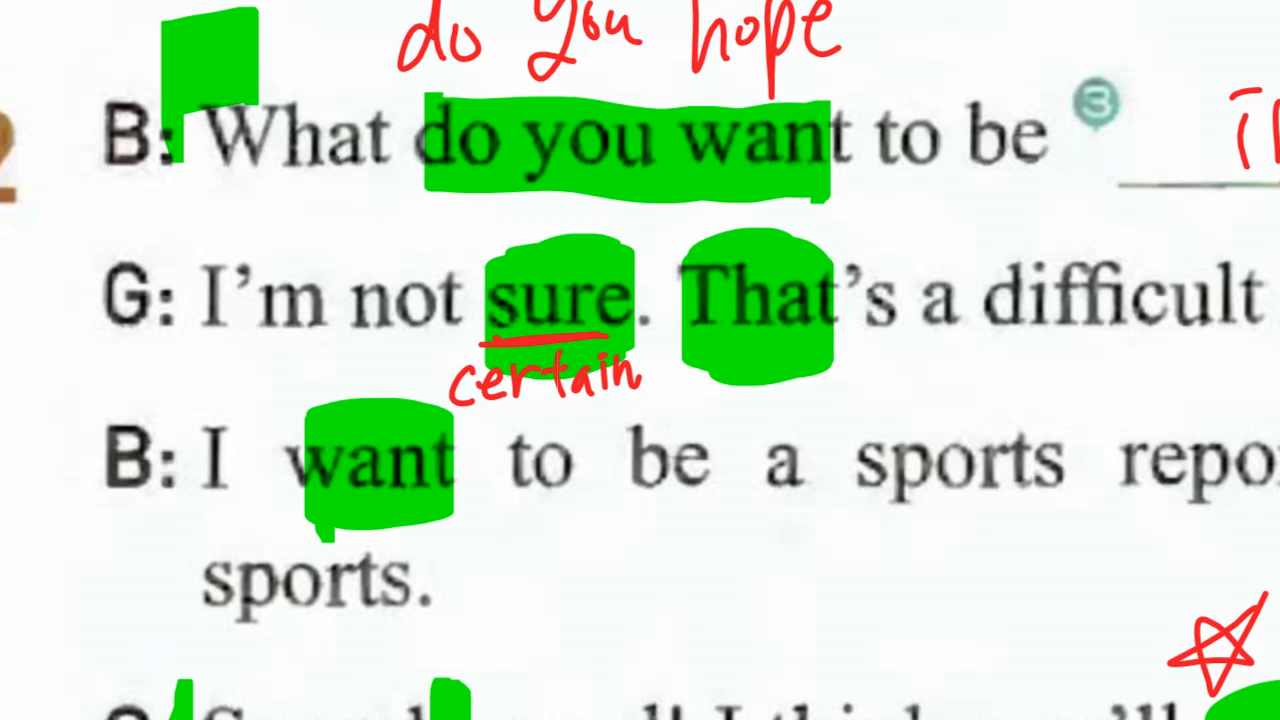 do you hope
B: What do you want to be ③
G: I'm not sure. That's a difficult
certain
B: I want to be a sports
sports.